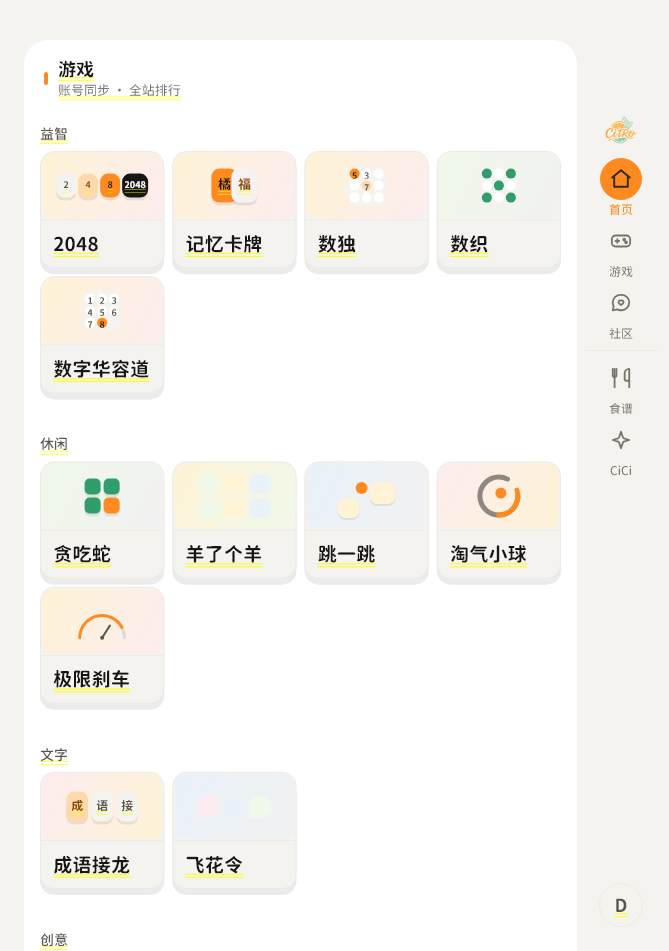 游戏
账号同步 · 全站排行
益智
2 4 8 2048
2048
橘 福
记忆卡牌
5 3
7
数独
数织
1 2 3
4 5 6
7 8
数字华容道
休闲
贪吃蛇
羊了个羊
跳一跳
淘气小球
极限刹车
文字
成 语 接
成语接龙
飞花令
创意
Citro
首页
游戏
社区
食谱
CiCi
D